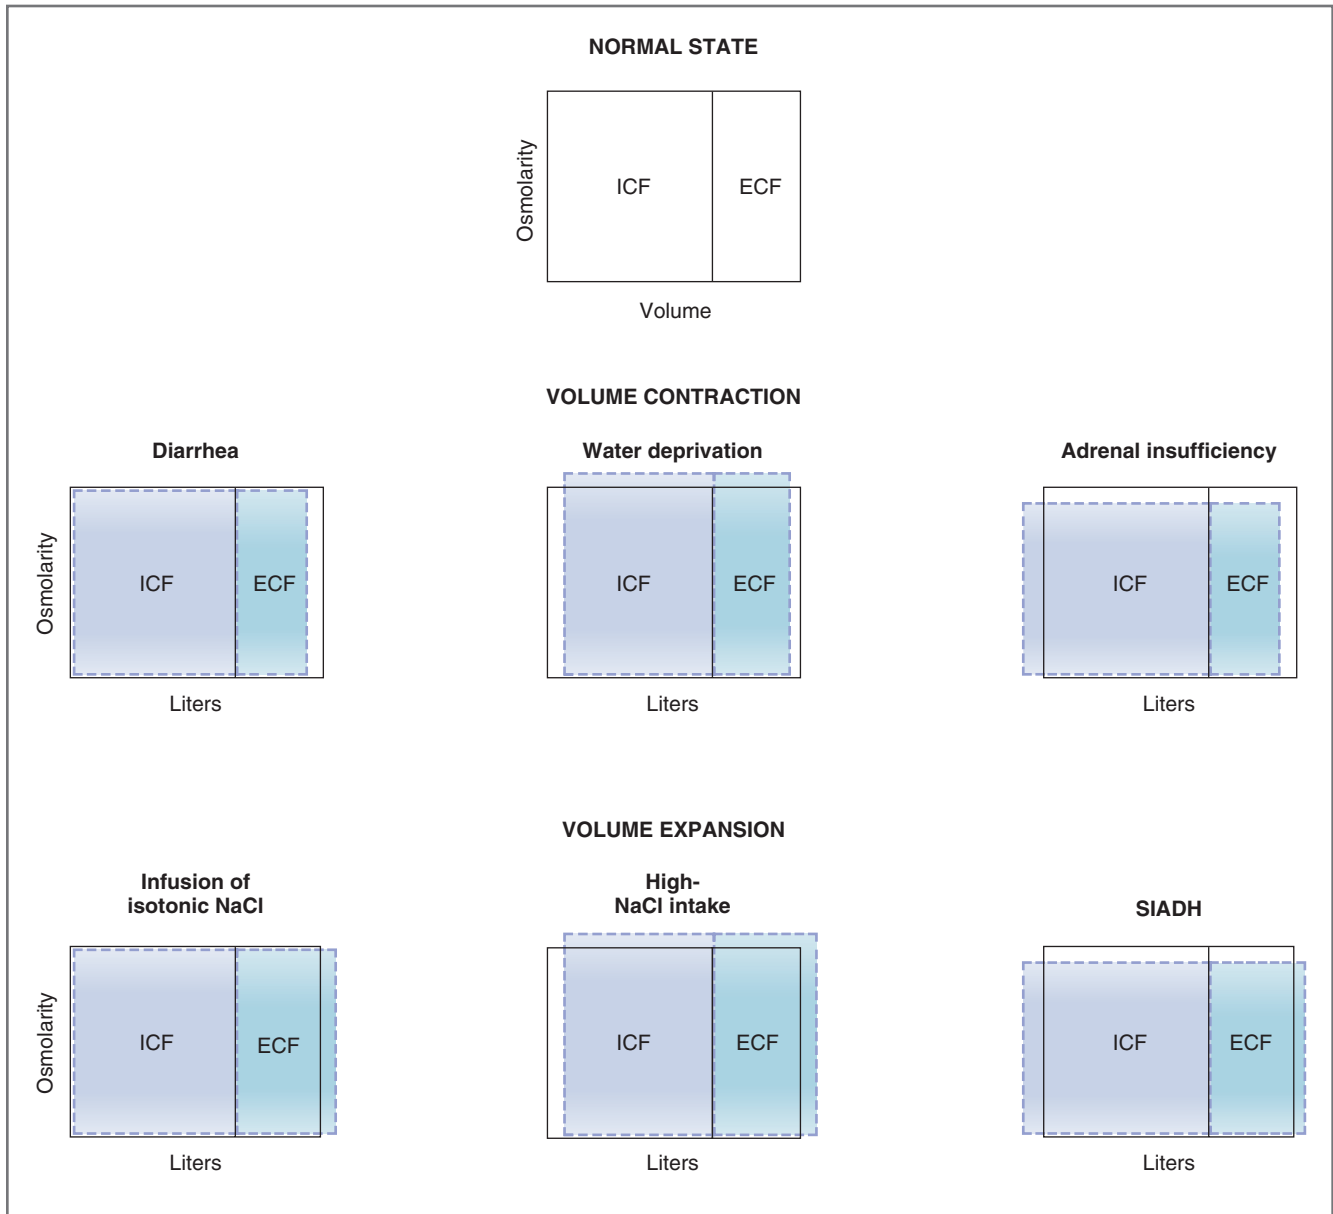 NORMAL STATE
Osmolarity
ICF
ECF
Volume
VOLUME CONTRACTION
Diarrhea
Water deprivation
Adrenal insufficiency
Osmolarity
ICF
ECF
ICF
ECF
ICF
ECF
Liters
Liters
Liters
VOLUME EXPANSION
Infusion of
isotonic NaCl
High-
NaCl intake
SIADH
Osmolarity
ICF
ECF
ICF
ECF
ICF
ECF
Liters
Liters
Liters